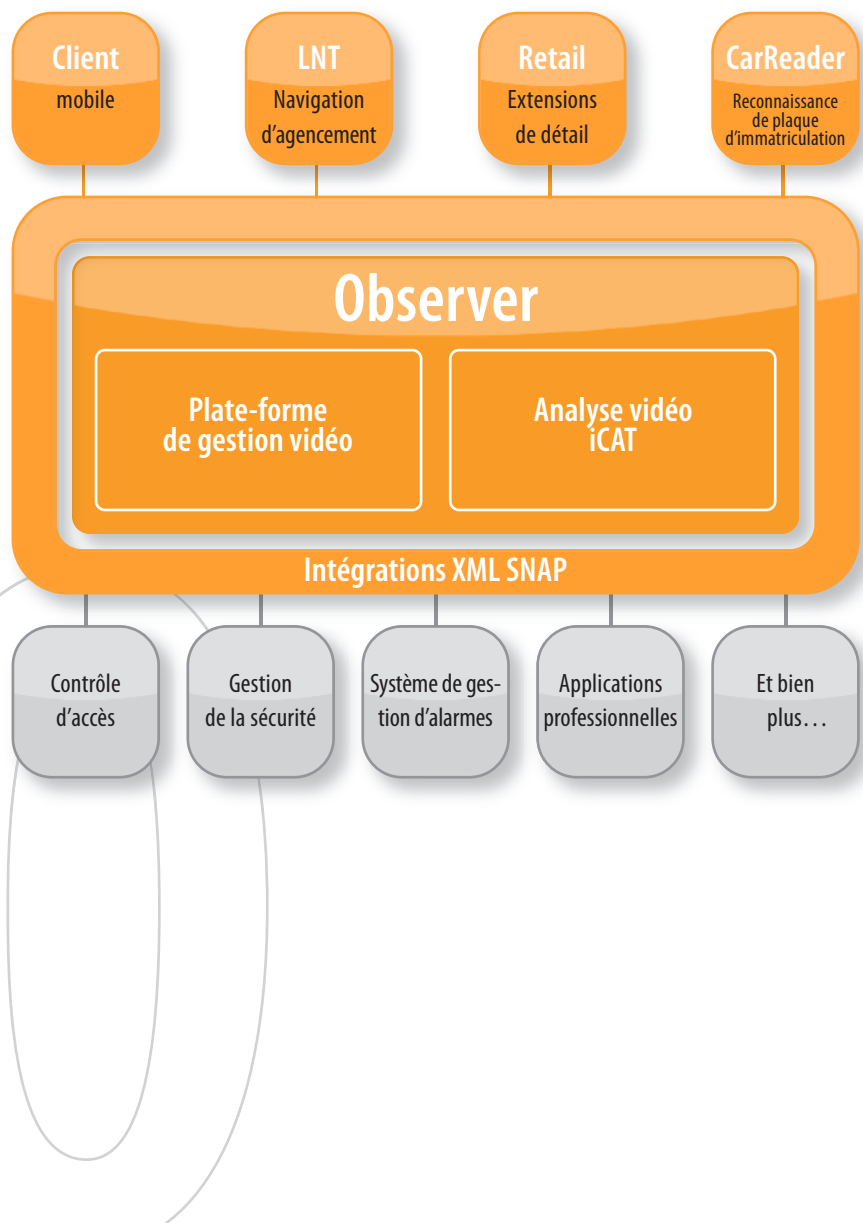 Client
mobile
LNT
Navigation
d’agencement
Retail
Extensions
de détail
CarReader
Reconnaissance
de plaque
d’immatriculation
Observer
Plate-forme
de gestion vidéo
Analyse vidéo
iCAT
Intégrations XML SNAP
Contrôle
d’accès
Gestion
de la sécurité
Système de ges-
tion d’alarmes
Applications
professionnelles
Et bien
plus…